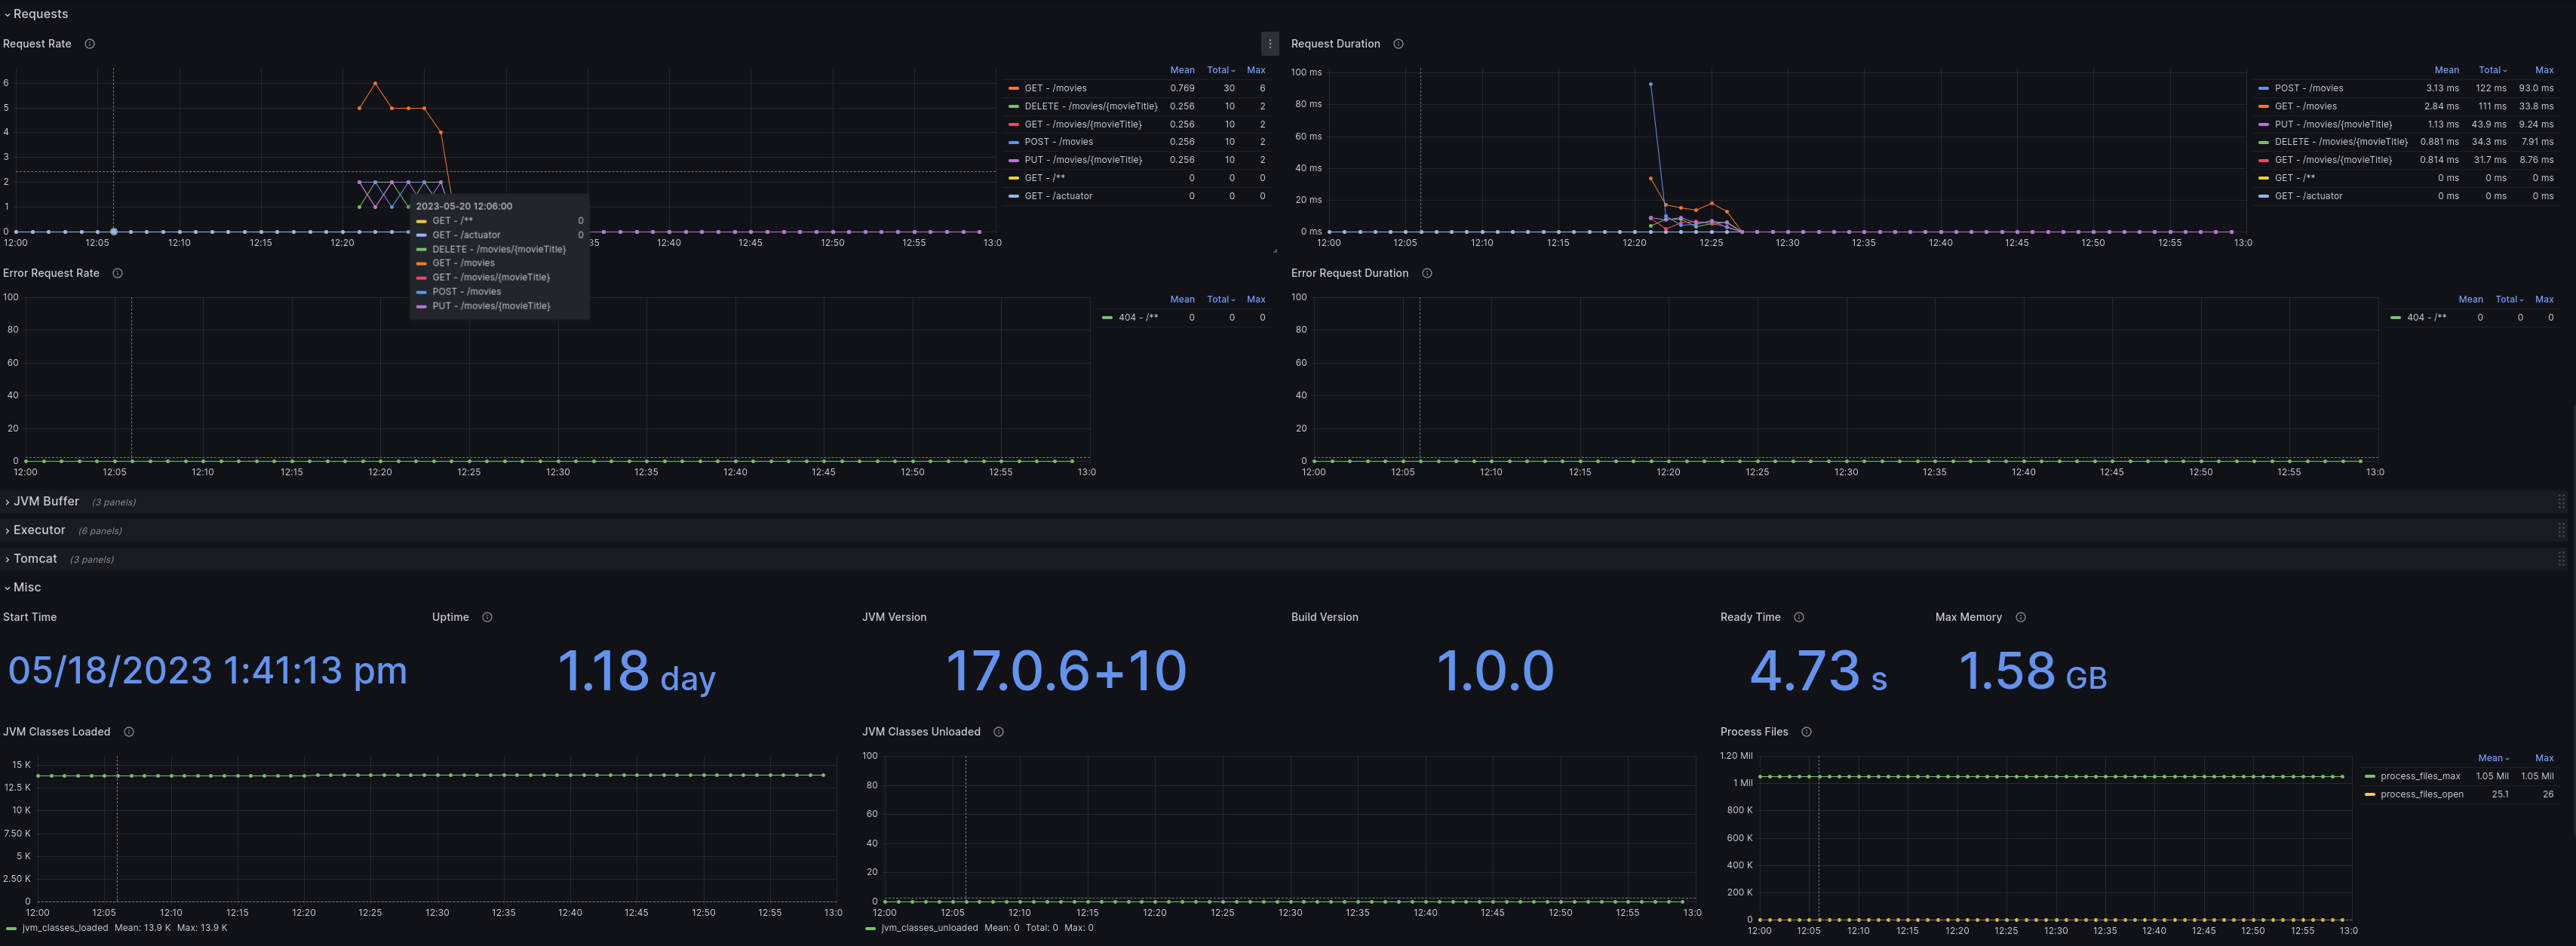 Requests
Request Rate
Mean Total Max
6
5
4
3
2
1
0
12:00 12:05 12:10 12:15 12:20 35 12:40 12:45 12:50 12:55 13:0
GET - /movies 0.769 30 6
DELETE - /movies/{movieTitle} 0.256 10 2
GET - /movies/{movieTitle} 0.256 10 2
POST - /movies 0.256 10 2
PUT - /movies/{movieTitle} 0.256 10 2
GET - /** 0 0 0
GET - /actuator 0 0 0
2023-05-20 12:06:00
GET - /** 0
GET - /actuator 0
DELETE - /movies/{movieTitle}
GET - /movies
GET - /movies/{movieTitle}
POST - /movies
PUT - /movies/{movieTitle}
Request Duration
Mean Total Max
100 ms
80 ms
60 ms
40 ms
20 ms
0 ms
12:00 12:05 12:10 12:15 12:20 12:25 12:30 12:35 12:40 12:45 12:50 12:55 13:0
POST - /movies 3.13 ms 122 ms 93.0 ms
GET - /movies 2.84 ms 111 ms 33.8 ms
PUT - /movies/{movieTitle} 1.13 ms 43.9 ms 9.24 ms
DELETE - /movies/{movieTitle} 0.881 ms 34.3 ms 7.91 ms
GET - /movies/{movieTitle} 0.814 ms 31.7 ms 8.76 ms
GET - /** 0 ms 0 ms 0 ms
GET - /actuator 0 ms 0 ms 0 ms
Error Request Rate
100
80
60
40
20
0
12:00 12:05 12:10 12:15 12:20 12:25 12:30 12:35 12:40 12:45 12:50 12:55 13:0
Mean Total Max
404 - /** 0 0 0
Error Request Duration
100
80
60
40
20
0
12:00 12:05 12:10 12:15 12:20 12:25 12:30 12:35 12:40 12:45 12:50 12:55 13:0
Mean Total Max
404 - /** 0 0 0
JVM Buffer (3 panels)
Executor (6 panels)
Tomcat (3 panels)
Misc
Start Time
05/18/2023 1:41:13 pm
Uptime
1.18 day
JVM Version
17.0.6+10
Build Version
1.0.0
Ready Time
4.73 s
Max Memory
1.58 GB
JVM Classes Loaded
15 K
12.5 K
10 K
7.50 K
5 K
2.50 K
0
12:00 12:05 12:10 12:15 12:20 12:25 12:30 12:35 12:40 12:45 12:50 12:55 13:0
jvm_classes_loaded Mean: 13.9 K Max: 13.9 K
JVM Classes Unloaded
100
80
60
40
20
0
12:00 12:05 12:10 12:15 12:20 12:25 12:30 12:35 12:40 12:45 12:50 12:55 13:0
jvm_classes_unloaded Mean: 0 Total: 0 Max: 0
Process Files
1.20 Mil
1 Mil
800 K
600 K
400 K
200 K
0
12:00 12:05 12:10 12:15 12:20 12:25 12:30 12:35 12:40 12:45 12:50 12:55 13:0
Mean Max
process_files_max 1.05 Mil 1.05 Mil
process_files_open 25.1 26